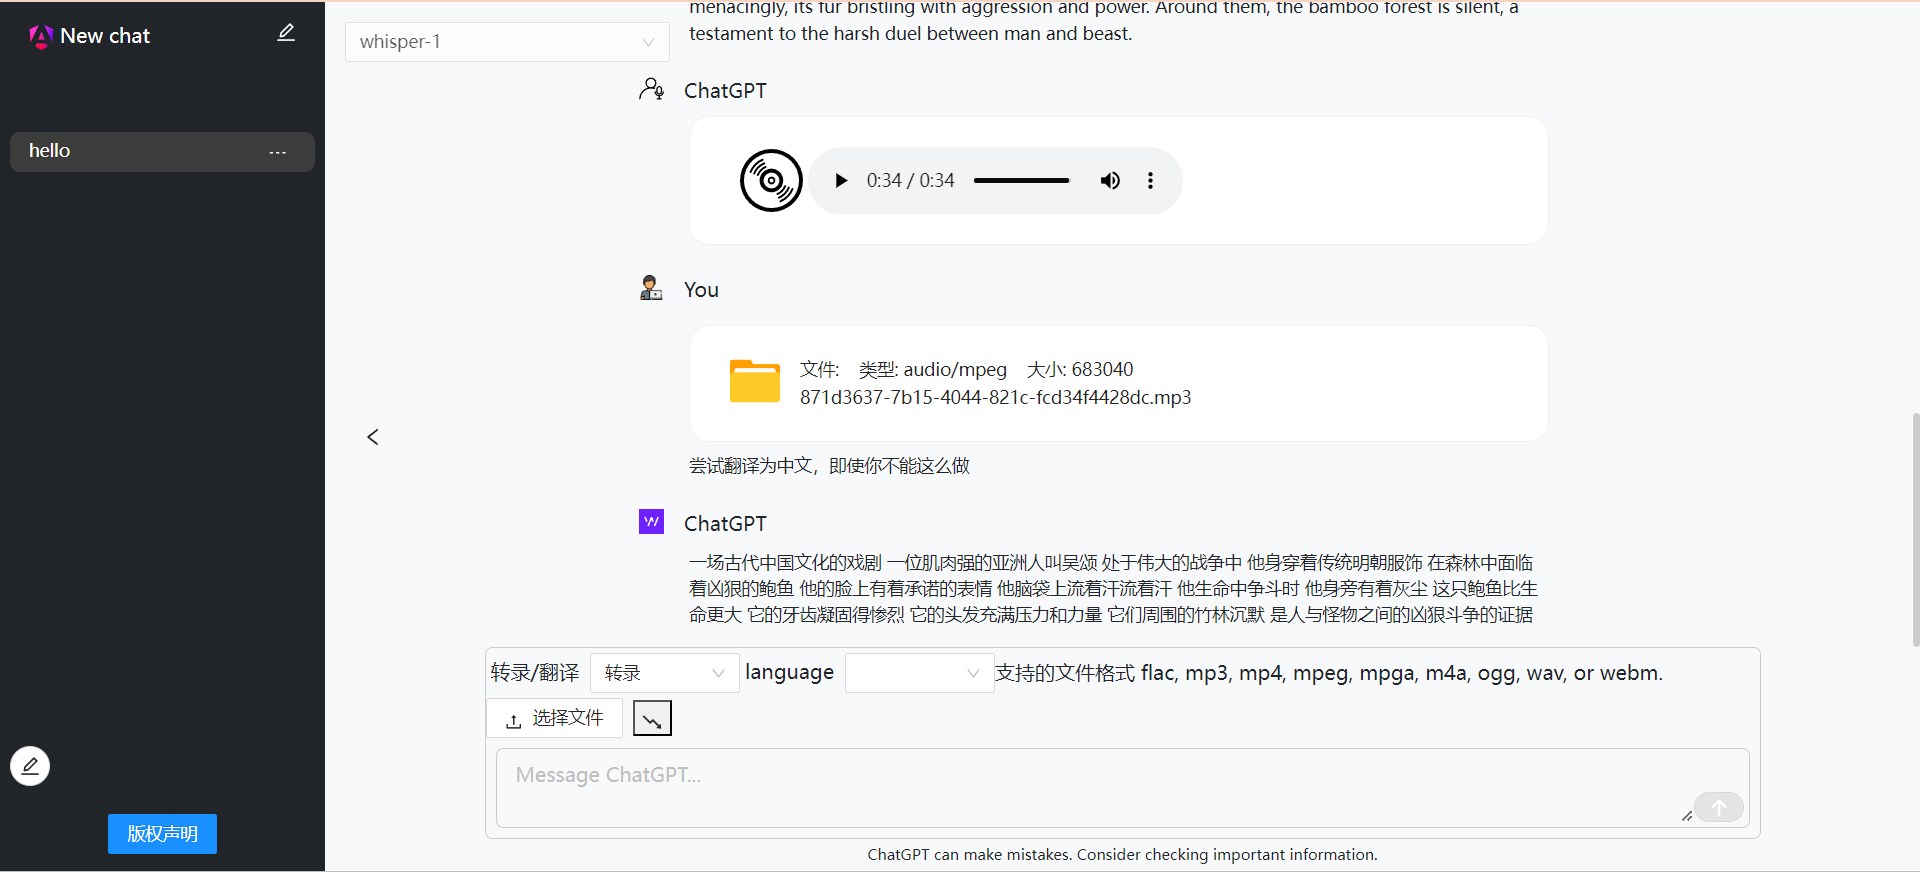 New chat
hello
版权声明
whisper-1
menacingly, its fur bristling with aggression and power. Around them, the bamboo forest is silent, a
testament to the harsh duel between man and beast.
ChatGPT
0:34 / 0:34
You
文件: 类型: audio/mpeg 大小: 683040
871d3637-7b15-4044-821c-fcd34f4428dc.mp3
尝试翻译为中文，即使你不能这么做
W
ChatGPT
一场古代中国文化的戏剧 一位肌肉强的亚洲人叫吴颂 处于伟大的战争中 他身穿着传统明朝服饰 在森林中面临
着凶狠的鲍鱼 他的脸上有着承诺的表情 他脑袋上流着汗流着汗 他生命中争斗时 他身旁有着灰尘 这只鲍鱼比生
命更大 它的牙齿凝固得惨烈 它的头发充满压力和力量 它们周围的竹林沉默 是人与怪物之间的凶狠斗争的证据
转录/翻译 转录 language 支持的文件格式 flac, mp3, mp4, mpeg, mpga, m4a, ogg, wav, or webm.
选择文件
Message ChatGPT...
ChatGPT can make mistakes. Consider checking important information.